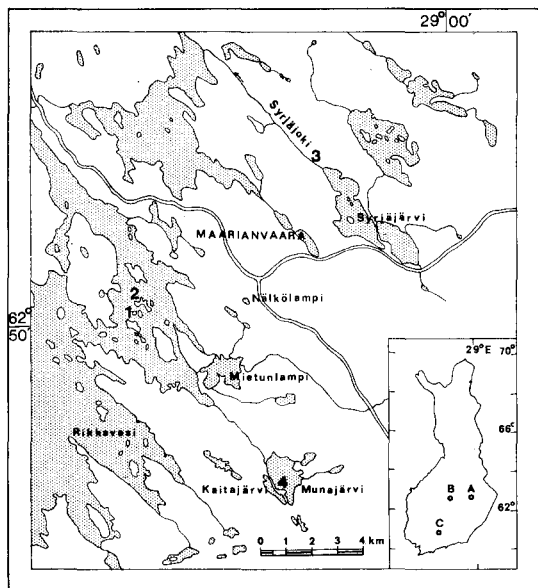 29° 00'
Syrjäjoki
3
Syrjäjärvi
MAARIANVAARA
2
1
62° 50'
Nälkölampi
Mietunlampi
Rikkavesi
4
Kaitajärvi
Munajärvi
0 1 2 3 4 km
29°E
70°
66°
62°
B
A
C